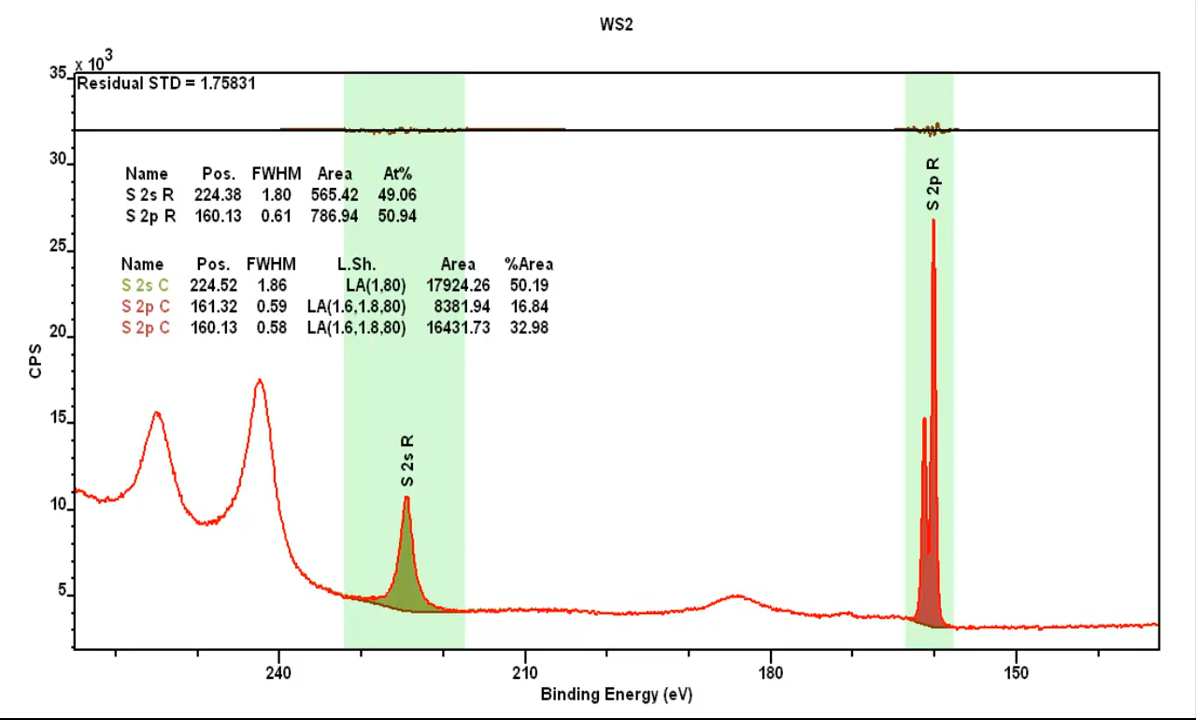 WS2
x 10³
Residual STD = 1.75831
35
30
25
20
15
10
5
CPS
Name Pos. FWHM Area At%
S 2s R 224.38 1.80 565.42 49.06
S 2p R 160.13 0.61 786.94 50.94
Name Pos. FWHM L.Sh. Area %Area
S 2s C 224.52 1.86 LA(1,80) 17924.26 50.19
S 2p C 161.32 0.59 LA(1.6,1.8,80) 8381.94 16.84
S 2p C 160.13 0.58 LA(1.6,1.8,80) 16431.73 32.98
S 2s R
S 2p R
240 210 180 150
Binding Energy (eV)